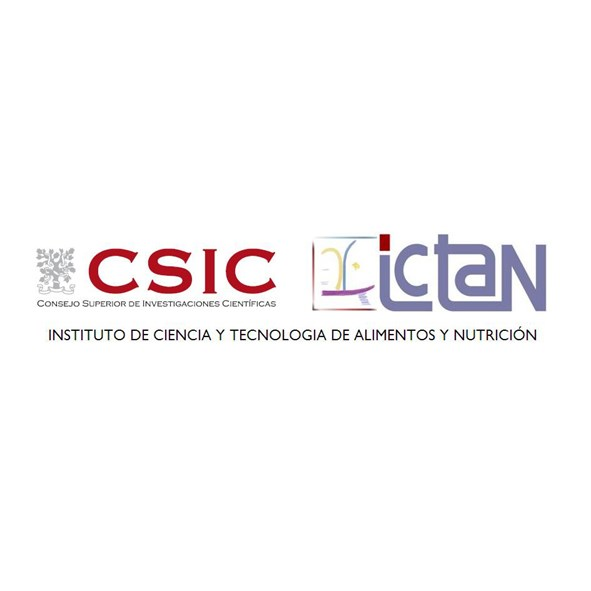 CSIC
CONSEJO SUPERIOR DE INVESTIGACIONES CIENTÍFICAS
ictan
INSTITUTO DE CIENCIA Y TECNOLOGIA DE ALIMENTOS Y NUTRICIÓN